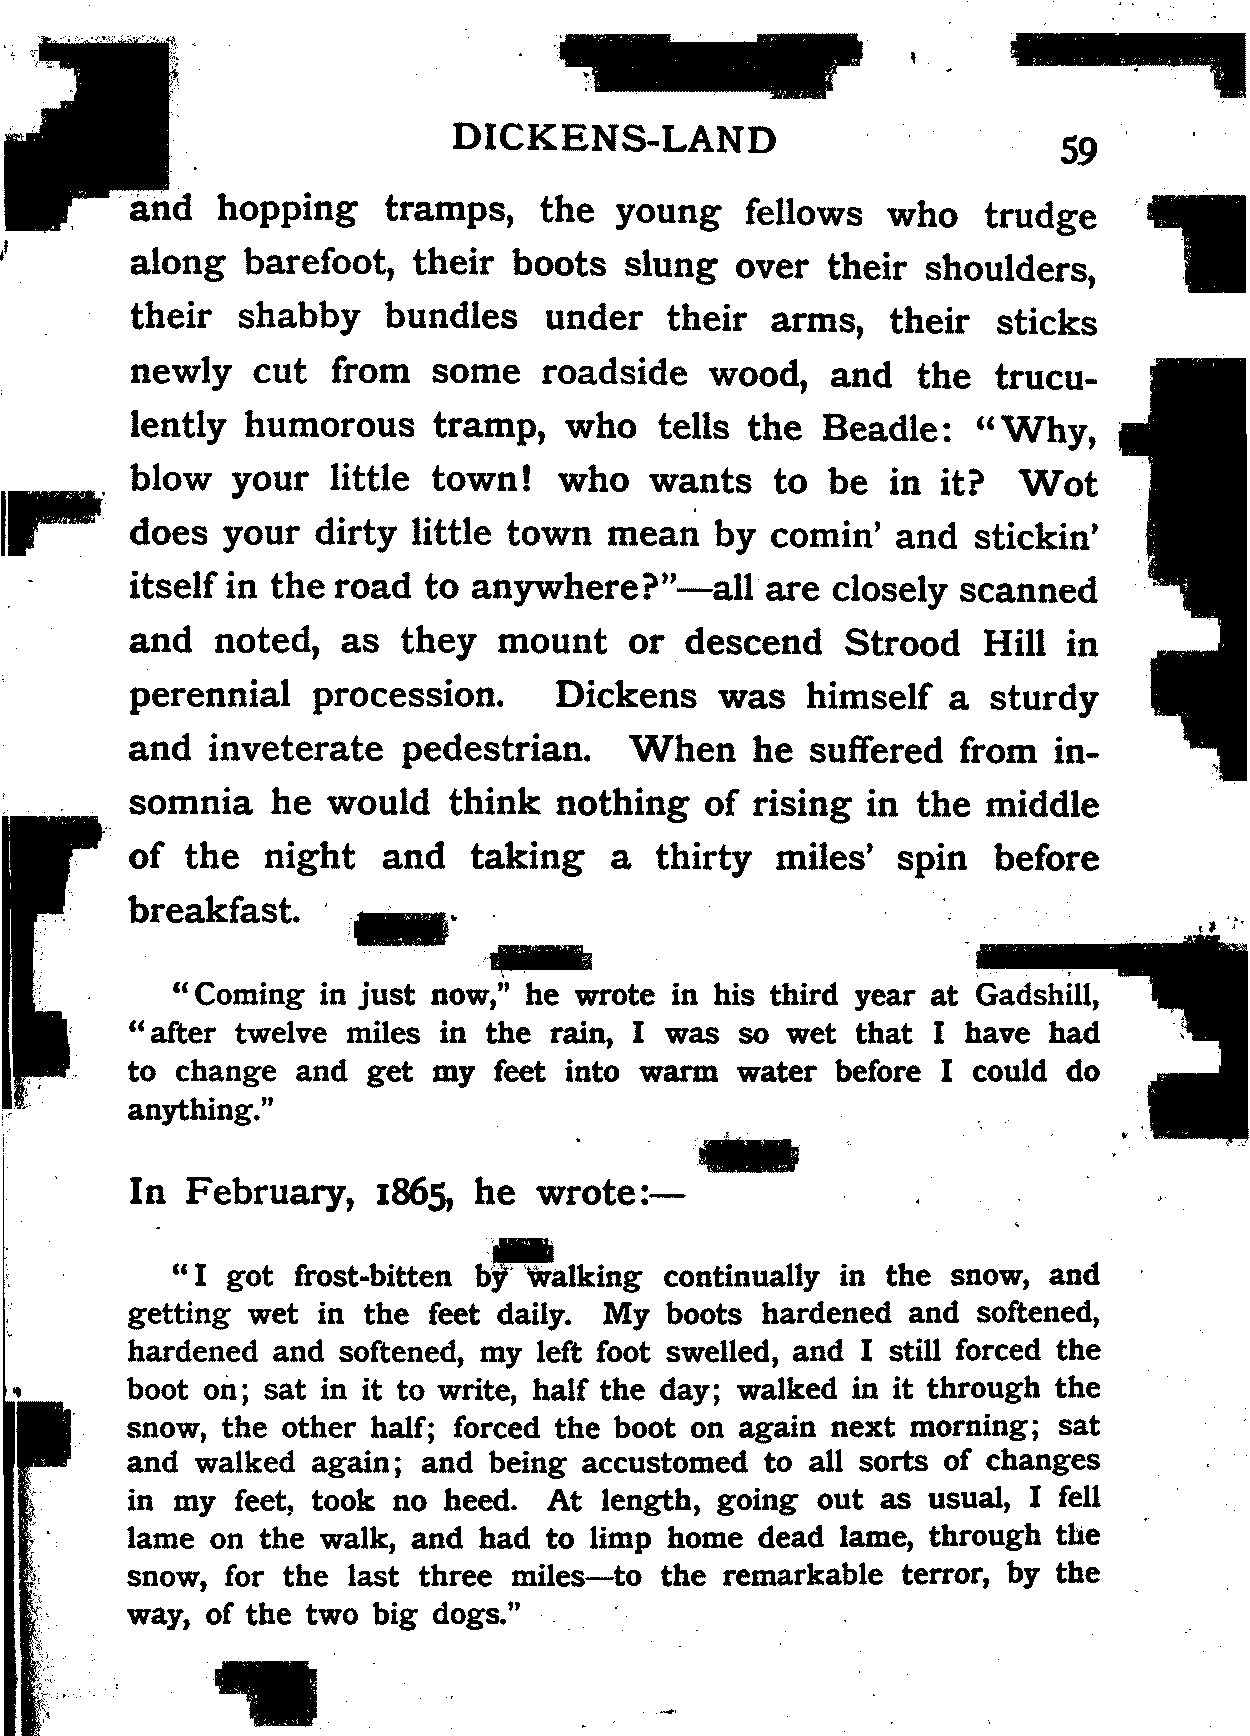 DICKENS-LAND 59
and hopping tramps, the young fellows who trudge
along barefoot, their boots slung over their shoulders,
their shabby bundles under their arms, their sticks
newly cut from some roadside wood, and the trucu-
lently humorous tramp, who tells the Beadle: “Why,
blow your little town! who wants to be in it? Wot
does your dirty little town mean by comin’ and stickin’
itself in the road to anywhere?”—all are closely scanned
and noted, as they mount or descend Strood Hill in
perennial procession. Dickens was himself a sturdy
and inveterate pedestrian. When he suffered from in-
somnia he would think nothing of rising in the middle
of the night and taking a thirty miles’ spin before
breakfast.
“Coming in just now,” he wrote in his third year at Gadshill,
“after twelve miles in the rain, I was so wet that I have had
to change and get my feet into warm water before I could do
anything.”
In February, 1865, he wrote:—
“I got frost-bitten by walking continually in the snow, and
getting wet in the feet daily. My boots hardened and softened,
hardened and softened, my left foot swelled, and I still forced the
boot on; sat in it to write, half the day; walked in it through the
snow, the other half; forced the boot on again next morning; sat
and walked again; and being accustomed to all sorts of changes
in my feet, took no heed. At length, going out as usual, I fell
lame on the walk, and had to limp home dead lame, through the
snow, for the last three miles—to the remarkable terror, by the
way, of the two big dogs.”